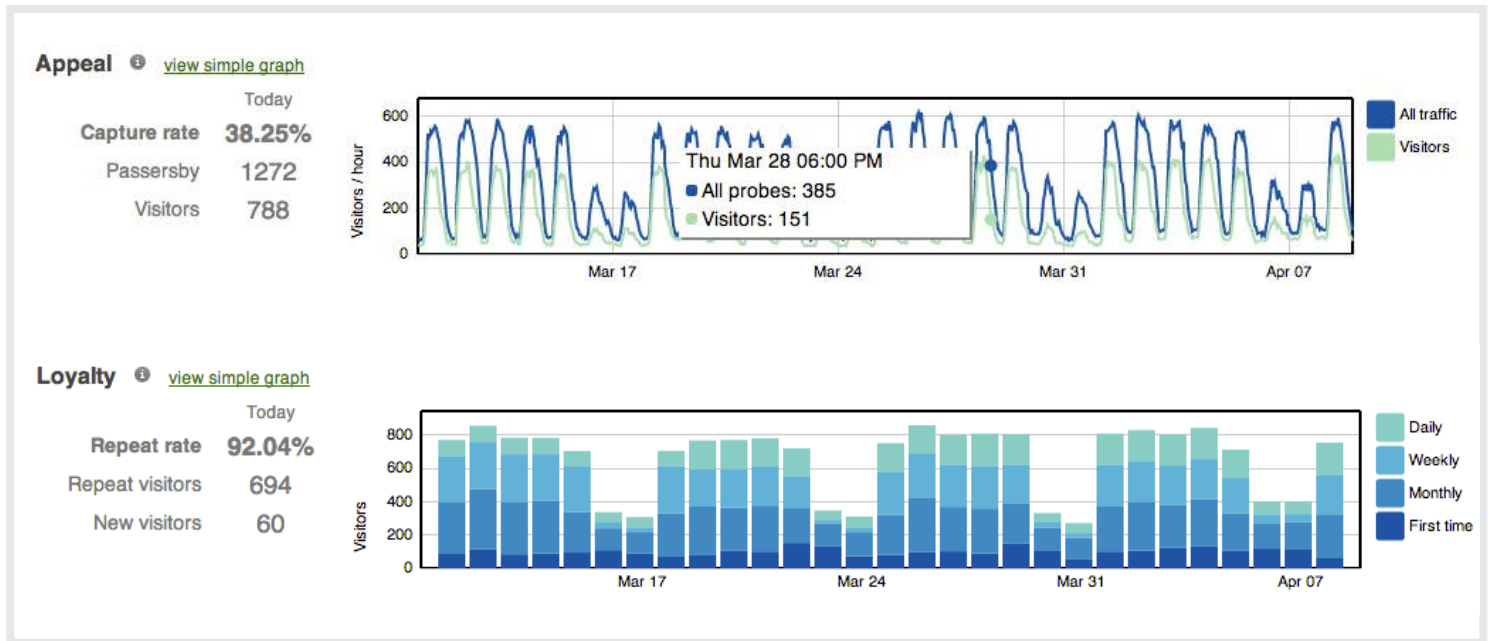 Appeal view simple graph
Today
Capture rate 38.25%
Passersby 1272
Visitors 788
Visitors / hour
600
400
200
0
Thu Mar 28 06:00 PM
All probes: 385
Visitors: 151
Mar 17 Mar 24 Mar 31 Apr 07
All traffic
Visitors
Loyalty view simple graph
Today
Repeat rate 92.04%
Repeat visitors 694
New visitors 60
Visitors
800
600
400
200
0
Mar 17 Mar 24 Mar 31 Apr 07
Daily
Weekly
Monthly
First time